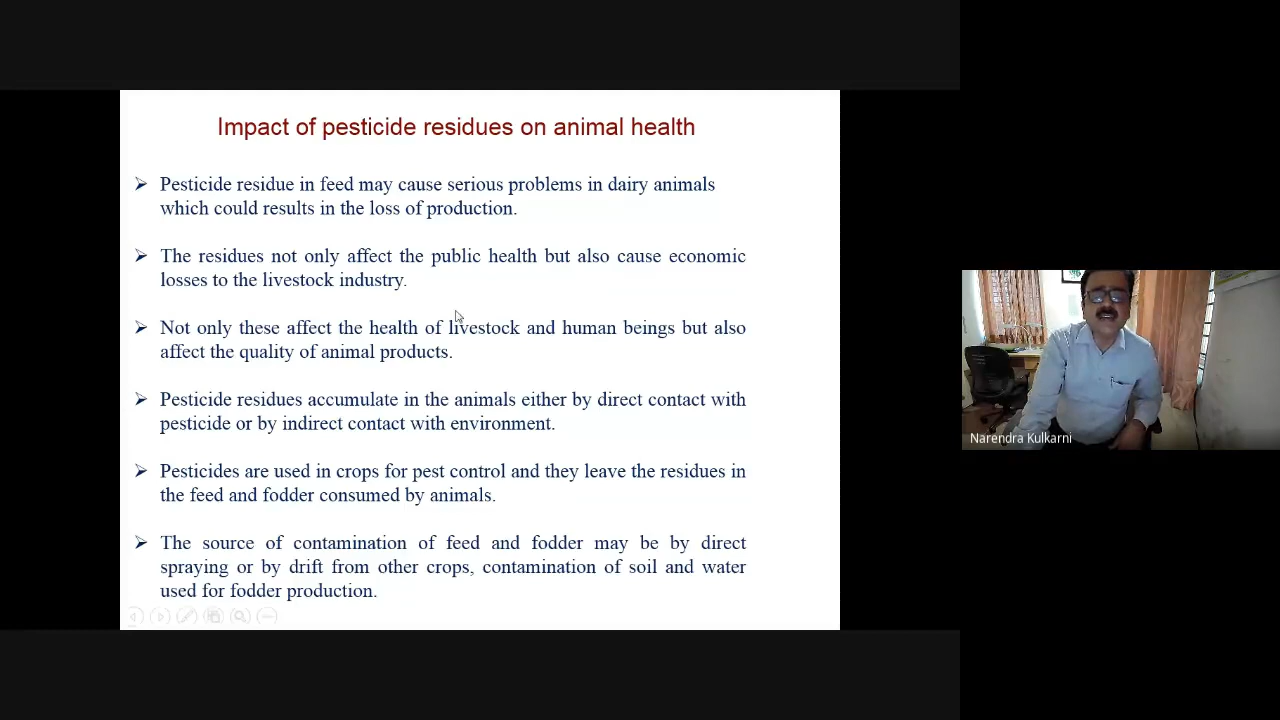 Impact of pesticide residues on animal health
Pesticide residue in feed may cause serious problems in dairy animals
which could results in the loss of production.
The residues not only affect the public health but also cause economic
losses to the livestock industry.
Not only these affect the health of livestock and human beings but also
affect the quality of animal products.
Pesticide residues accumulate in the animals either by direct contact with
pesticide or by indirect contact with environment.
Pesticides are used in crops for pest control and they leave the residues in
the feed and fodder consumed by animals.
The source of contamination of feed and fodder may be by direct
spraying or by drift from other crops, contamination of soil and water
used for fodder production.
Narendra Kulkarni